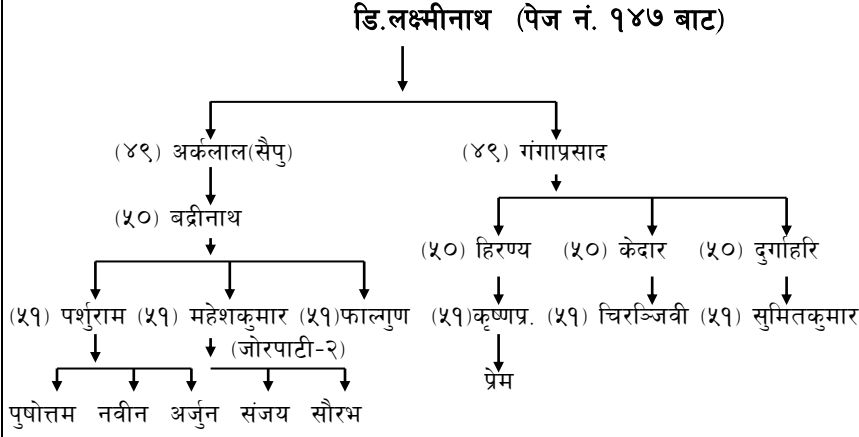 डि.लक्ष्मीनाथ (पेज नं. १४७ बाट)
(४९) अर्कलाल(सैपु) (४९) गंगाप्रसाद
(५०) बद्रीनाथ
(५०) हिरण्य (५०) केदार (५०) दुर्गाहरि
(५१) पर्शुराम (५१) महेशकुमार (५१)फाल्गुण (५१)कृष्णप्र. (५१) चिरञ्जिवी (५१) सुमितकुमार
(जोरपाटी-२)
प्रेम
पुषोत्तम नवीन अर्जुन संजय सौरभ